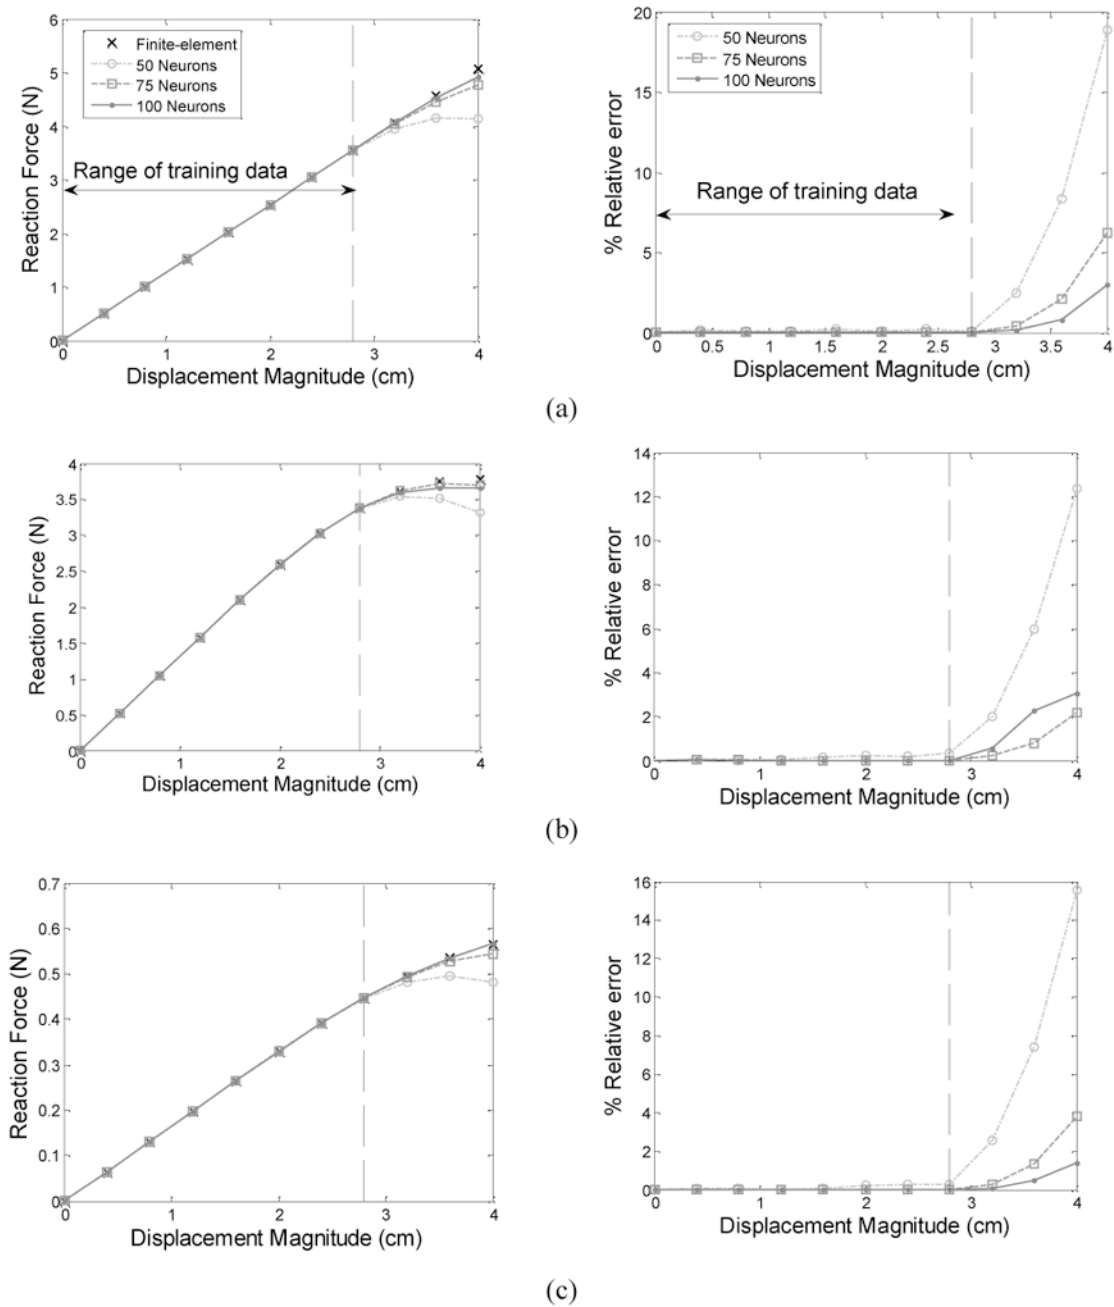 6
5
4
3
2
1
0
Reaction Force (N)
Finite-element
50 Neurons
75 Neurons
100 Neurons
Range of training data
0 1 2 3 4
Displacement Magnitude (cm)
20
15
10
5
0
% Relative error
50 Neurons
75 Neurons
100 Neurons
Range of training data
0 0.5 1 1.5 2 2.5 3 3.5 4
Displacement Magnitude (cm)
(a)
4
3.5
3
2.5
2
1.5
1
0.5
0
Reaction Force (N)
0 1 2 3 4
Displacement Magnitude (cm)
14
12
10
8
6
4
2
0
% Relative error
0 1 2 3 4
Displacement Magnitude (cm)
(b)
0.7
0.6
0.5
0.4
0.3
0.2
0.1
0
Reaction Force (N)
0 1 2 3 4
Displacement Magnitude (cm)
16
14
12
10
8
6
4
2
0
% Relative error
0 1 2 3 4
Displacement Magnitude (cm)
(c)